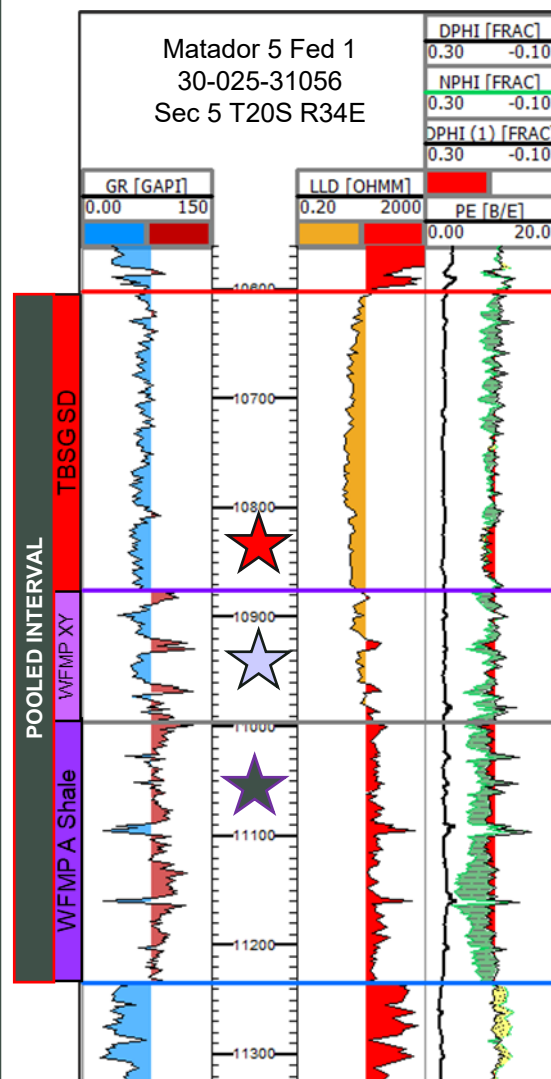 Matador 5 Fed 1
30-025-31056
Sec 5 T20S R34E
DPHI [FRAC]
0.30 -0.10
NPHI [FRAC]
0.30 -0.10
DPHI (1) [FRAC
0.30 -0.10
GR [GAPI]
0.00 150
LLD [OHMM]
0.20 2000
PE [B/E]
0.00 20.0
10600
10700
10800
10900
11000
11100
11200
11300
POOLED INTERVAL
TBSG SD
WFMP XY
WFMP A Shale